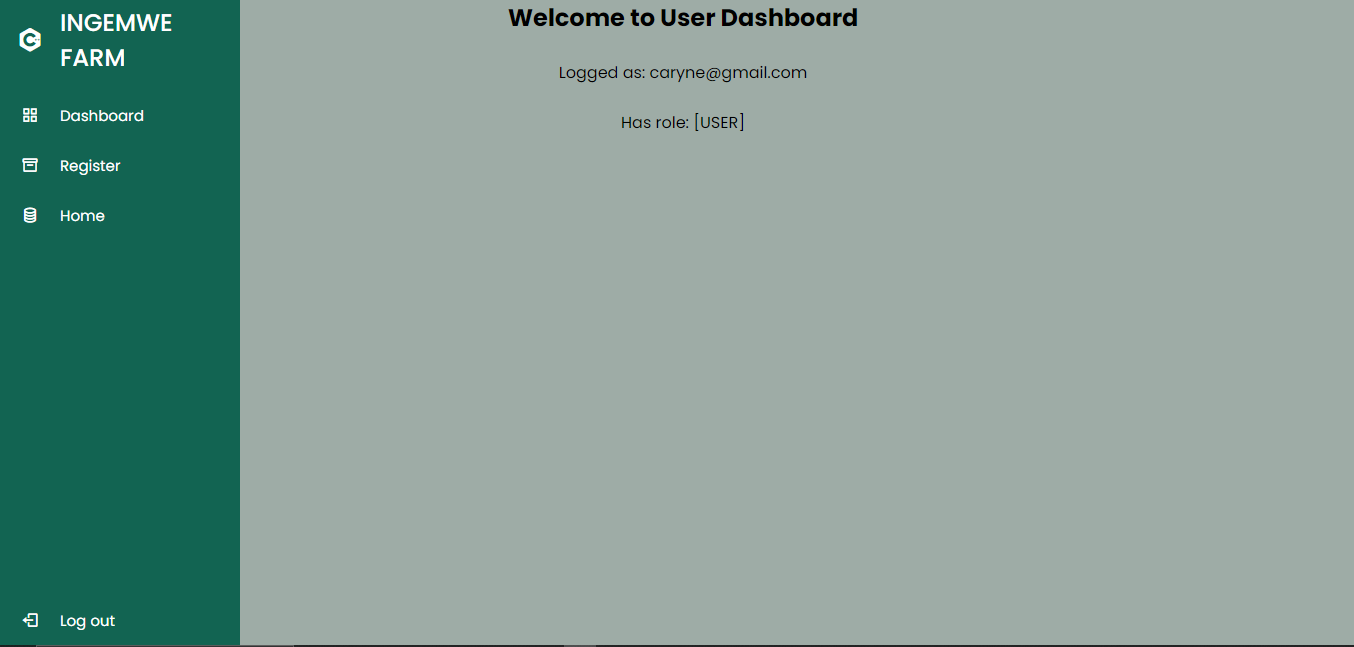 INGEMWE
FARM
Dashboard
Register
Home
Log out
Welcome to User Dashboard
Logged as: caryne@gmail.com
Has role: [USER]